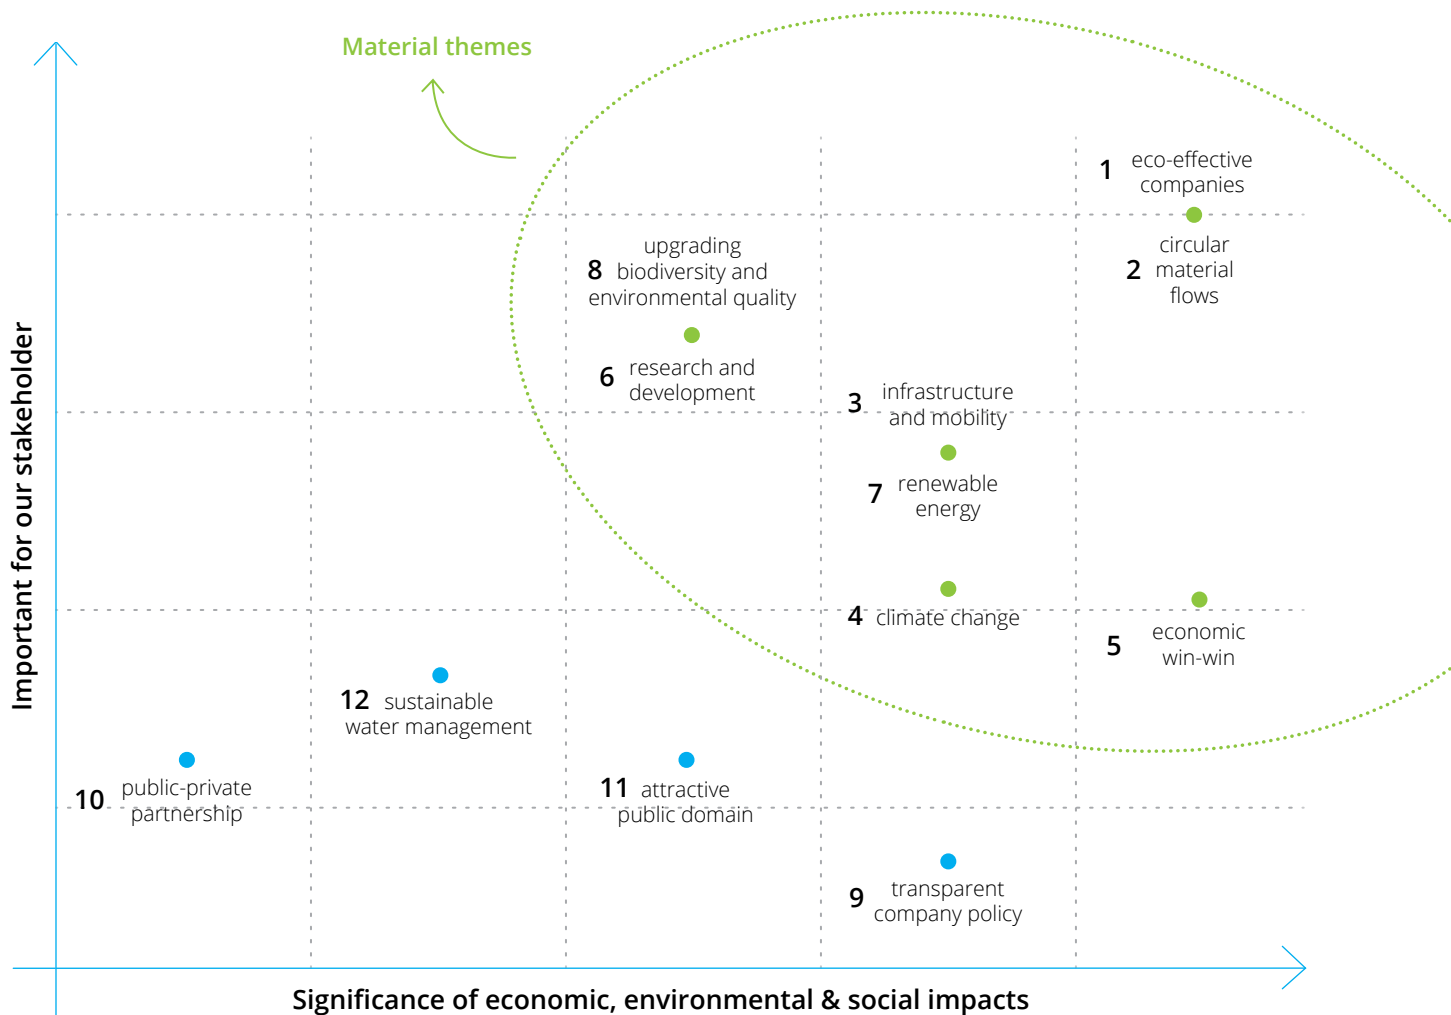 Material themes
1 eco-effective
companies
2 circular
material
flows
8 upgrading
biodiversity and
environmental quality
6 research and
development
3 infrastructure
and mobility
7 renewable
energy
4 climate change
5 economic
win-win
12 sustainable
water management
10 public-private
partnership
11 attractive
public domain
9 transparent
company policy
Important for our stakeholder
Significance of economic, environmental & social impacts